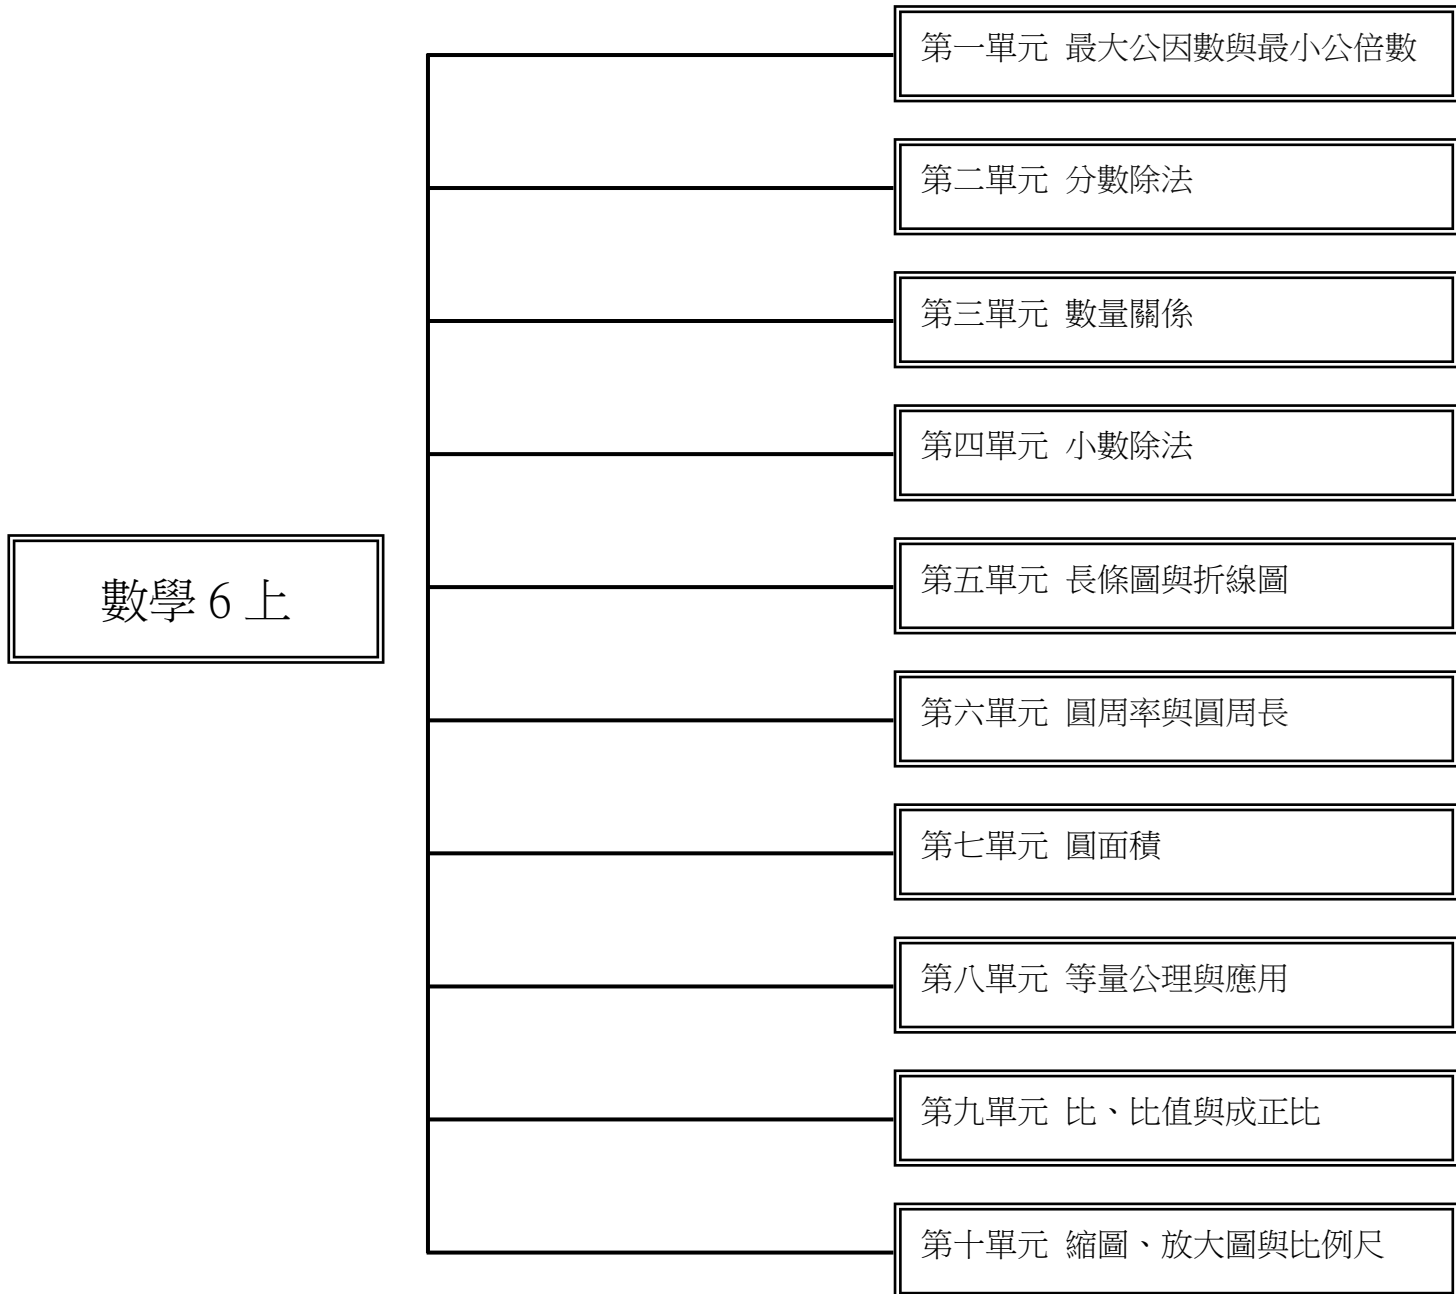 數學 6 上
第一單元 最大公因數與最小公倍數
第二單元 分數除法
第三單元 數量關係
第四單元 小數除法
第五單元 長條圖與折線圖
第六單元 圓周率與圓周長
第七單元 圓面積
第八單元 等量公理與應用
第九單元 比、比值與成正比
第十單元 縮圖、放大圖與比例尺